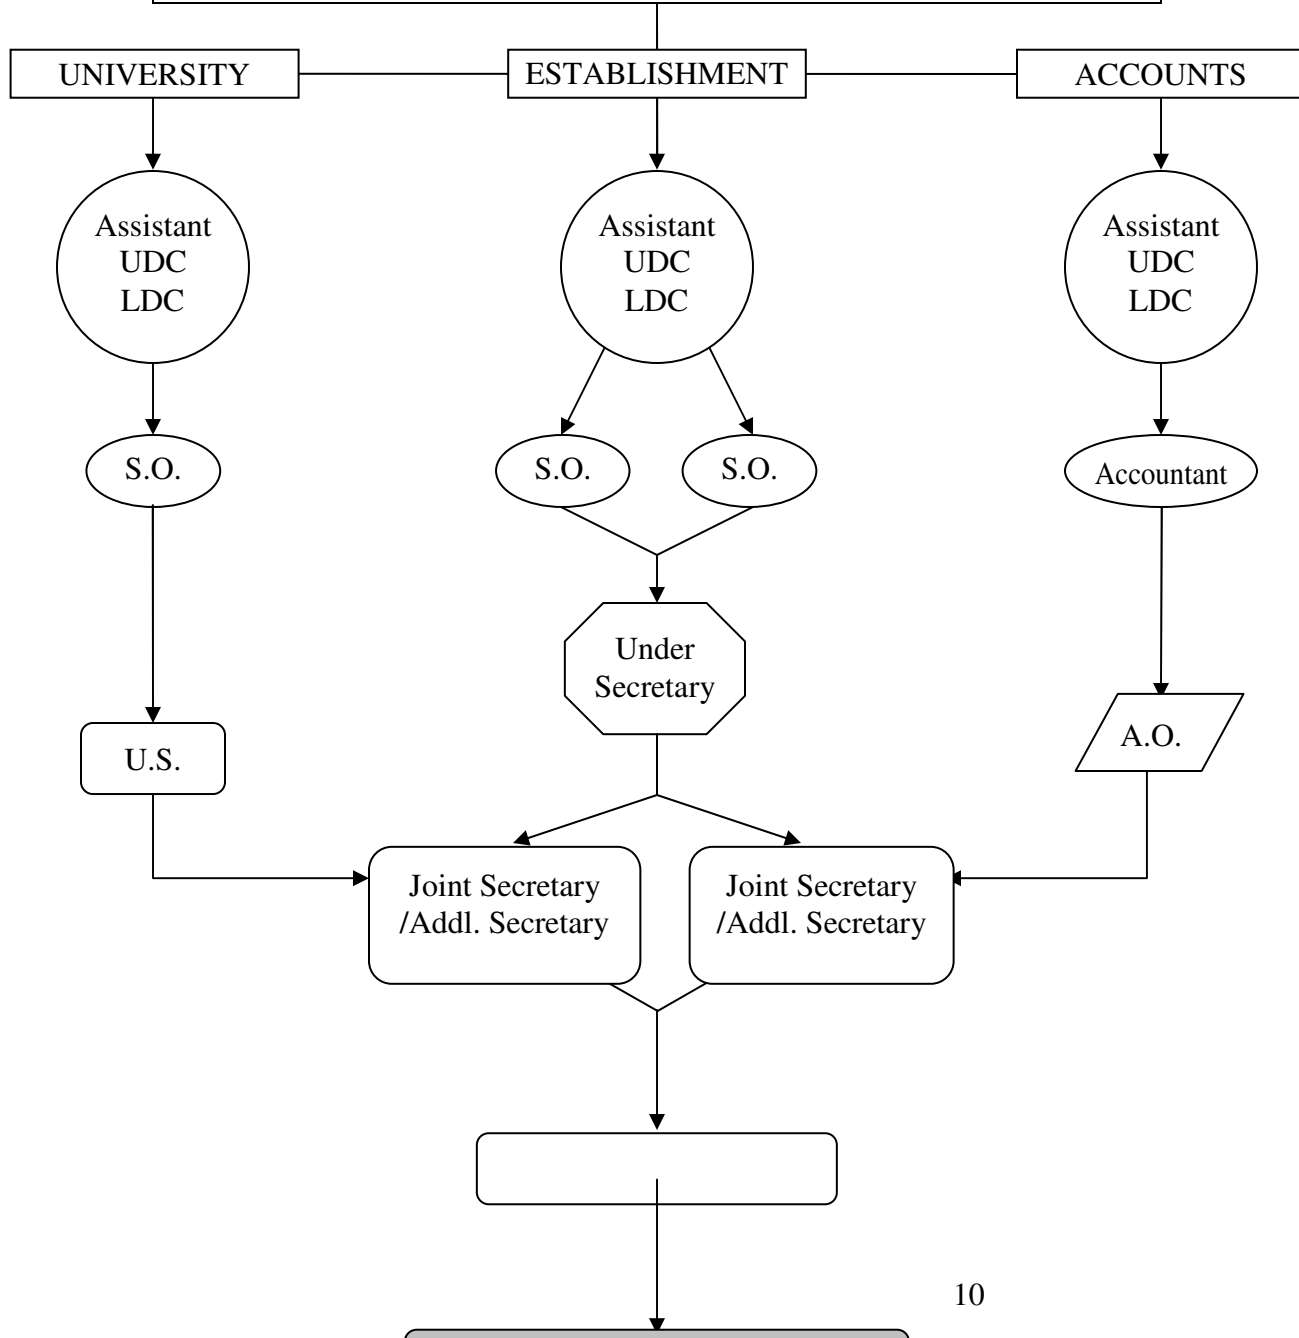 UNIVERSITY
ESTABLISHMENT
ACCOUNTS
Assistant
UDC
LDC
Assistant
UDC
LDC
Assistant
UDC
LDC
S.O.
S.O.
S.O.
Accountant
Under
Secretary
U.S.
A.O.
Joint Secretary
/Addl. Secretary
Joint Secretary
/Addl. Secretary
10